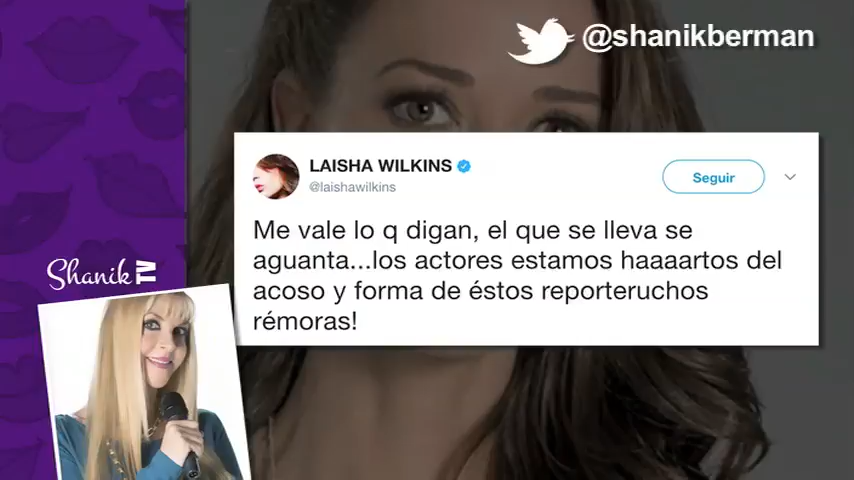 @shanikberman
LAISHA WILKINS
@laishawilkins
Seguir
Me vale lo q digan, el que se lleva se
aguanta...los actores estamos haaaartos del
acoso y forma de éstos reporteruchos
rémoras!
Shanik TV